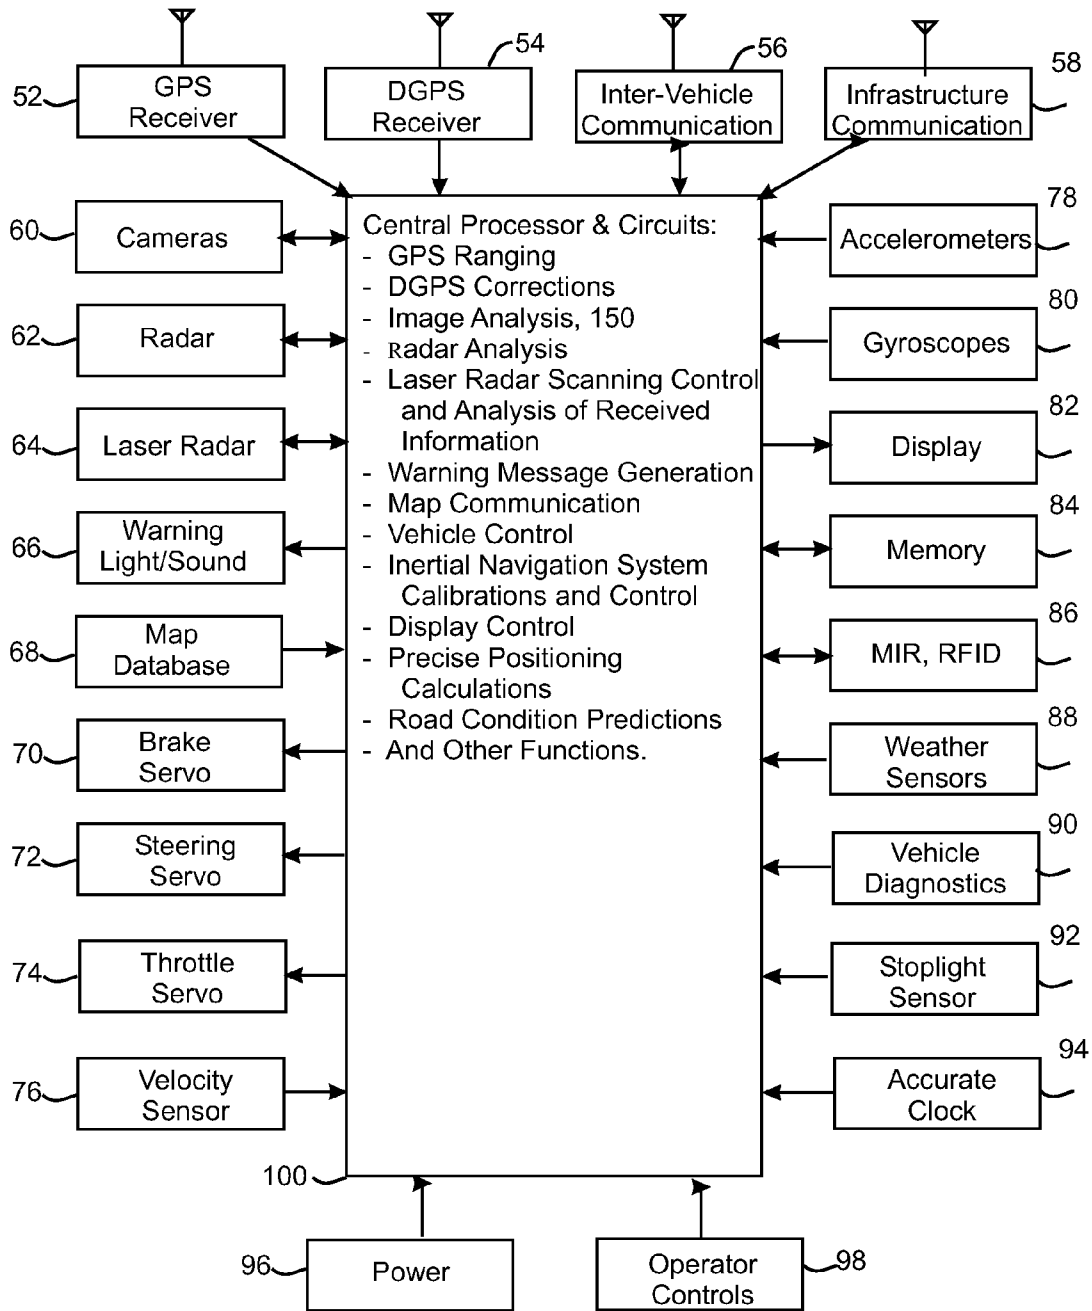 52
GPS
Receiver
54
DGPS
Receiver
56
Inter-Vehicle
Communication
58
Infrastructure
Communication
60
Cameras
62
Radar
64
Laser Radar
66
Warning
Light/Sound
68
Map
Database
70
Brake
Servo
72
Steering
Servo
74
Throttle
Servo
76
Velocity
Sensor
Central Processor & Circuits:
- GPS Ranging
- DGPS Corrections
- Image Analysis, 150
- Radar Analysis
- Laser Radar Scanning Control
and Analysis of Received
Information
- Warning Message Generation
- Map Communication
- Vehicle Control
- Inertial Navigation System
Calibrations and Control
- Display Control
- Precise Positioning
Calculations
- Road Condition Predictions
- And Other Functions.
100
78
Accelerometers
80
Gyroscopes
82
Display
84
Memory
86
MIR, RFID
88
Weather
Sensors
90
Vehicle
Diagnostics
92
Stoplight
Sensor
94
Accurate
Clock
96
Power
98
Operator
Controls